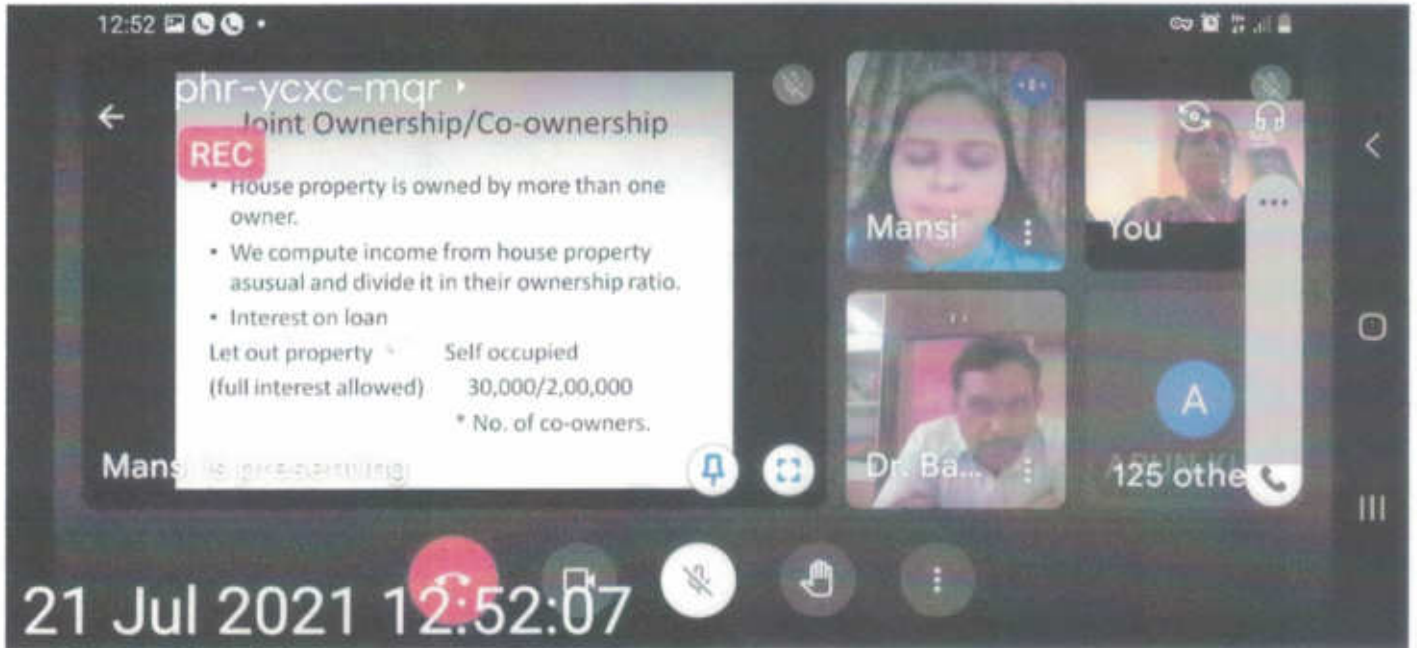 12:52
phr-ycxc-mqr
Joint Ownership/Co-ownership
REC
• House property is owned by more than one
owner.
• We compute income from house property
asusual and divide it in their ownership ratio.
• Interest on loan
Let out property Self occupied
(full interest allowed) 30,000/2,00,000
* No. of co-owners.
Mansi is presenting
Mansi
You
Dr. Ba...
A
125 othe
21 Jul 2021 12:52:07